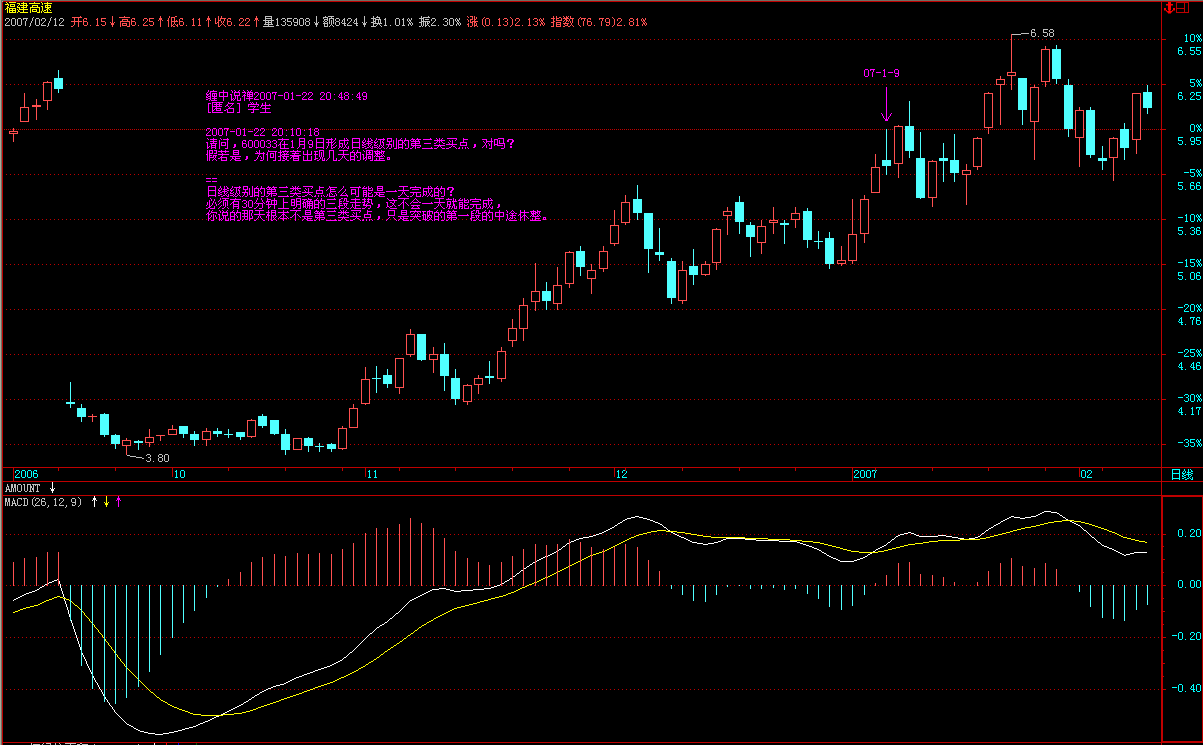 福建高速
2007/02/12 开6.15↓高6.25↑低6.11↑收6.22↑量135908↓额8424↓换1.01% 振2.30% 涨(0.13)2.13% 指数(76.79)2.81%
6.58
10%
6.55
07-1-9
5%
6.25
缠中说禅2007-01-22 20:48:49
[匿名] 学生
2007-01-22 20:10:18
请问，600033在1月9日形成日线级别的第三类买点，对吗？
假若是，为何接着出现几天的调整。
==
日线级别的第三类买点怎么可能是一天完成的？
必须有30分钟上明确的三段走势，这不会一天就能完成，
你说的那天根本不是第三类买点，只是突破的第一段的中途休整。
0%
5.95
-5%
5.66
-10%
5.36
-15%
5.06
-20%
4.76
-25%
4.46
-30%
4.17
-35%
3.80
2006 10 11 12 2007 02 日线
AMOUNT ↓
MACD(26,12,9) ↑ ↓ ↑
0.20
0.00
-0.20
-0.40